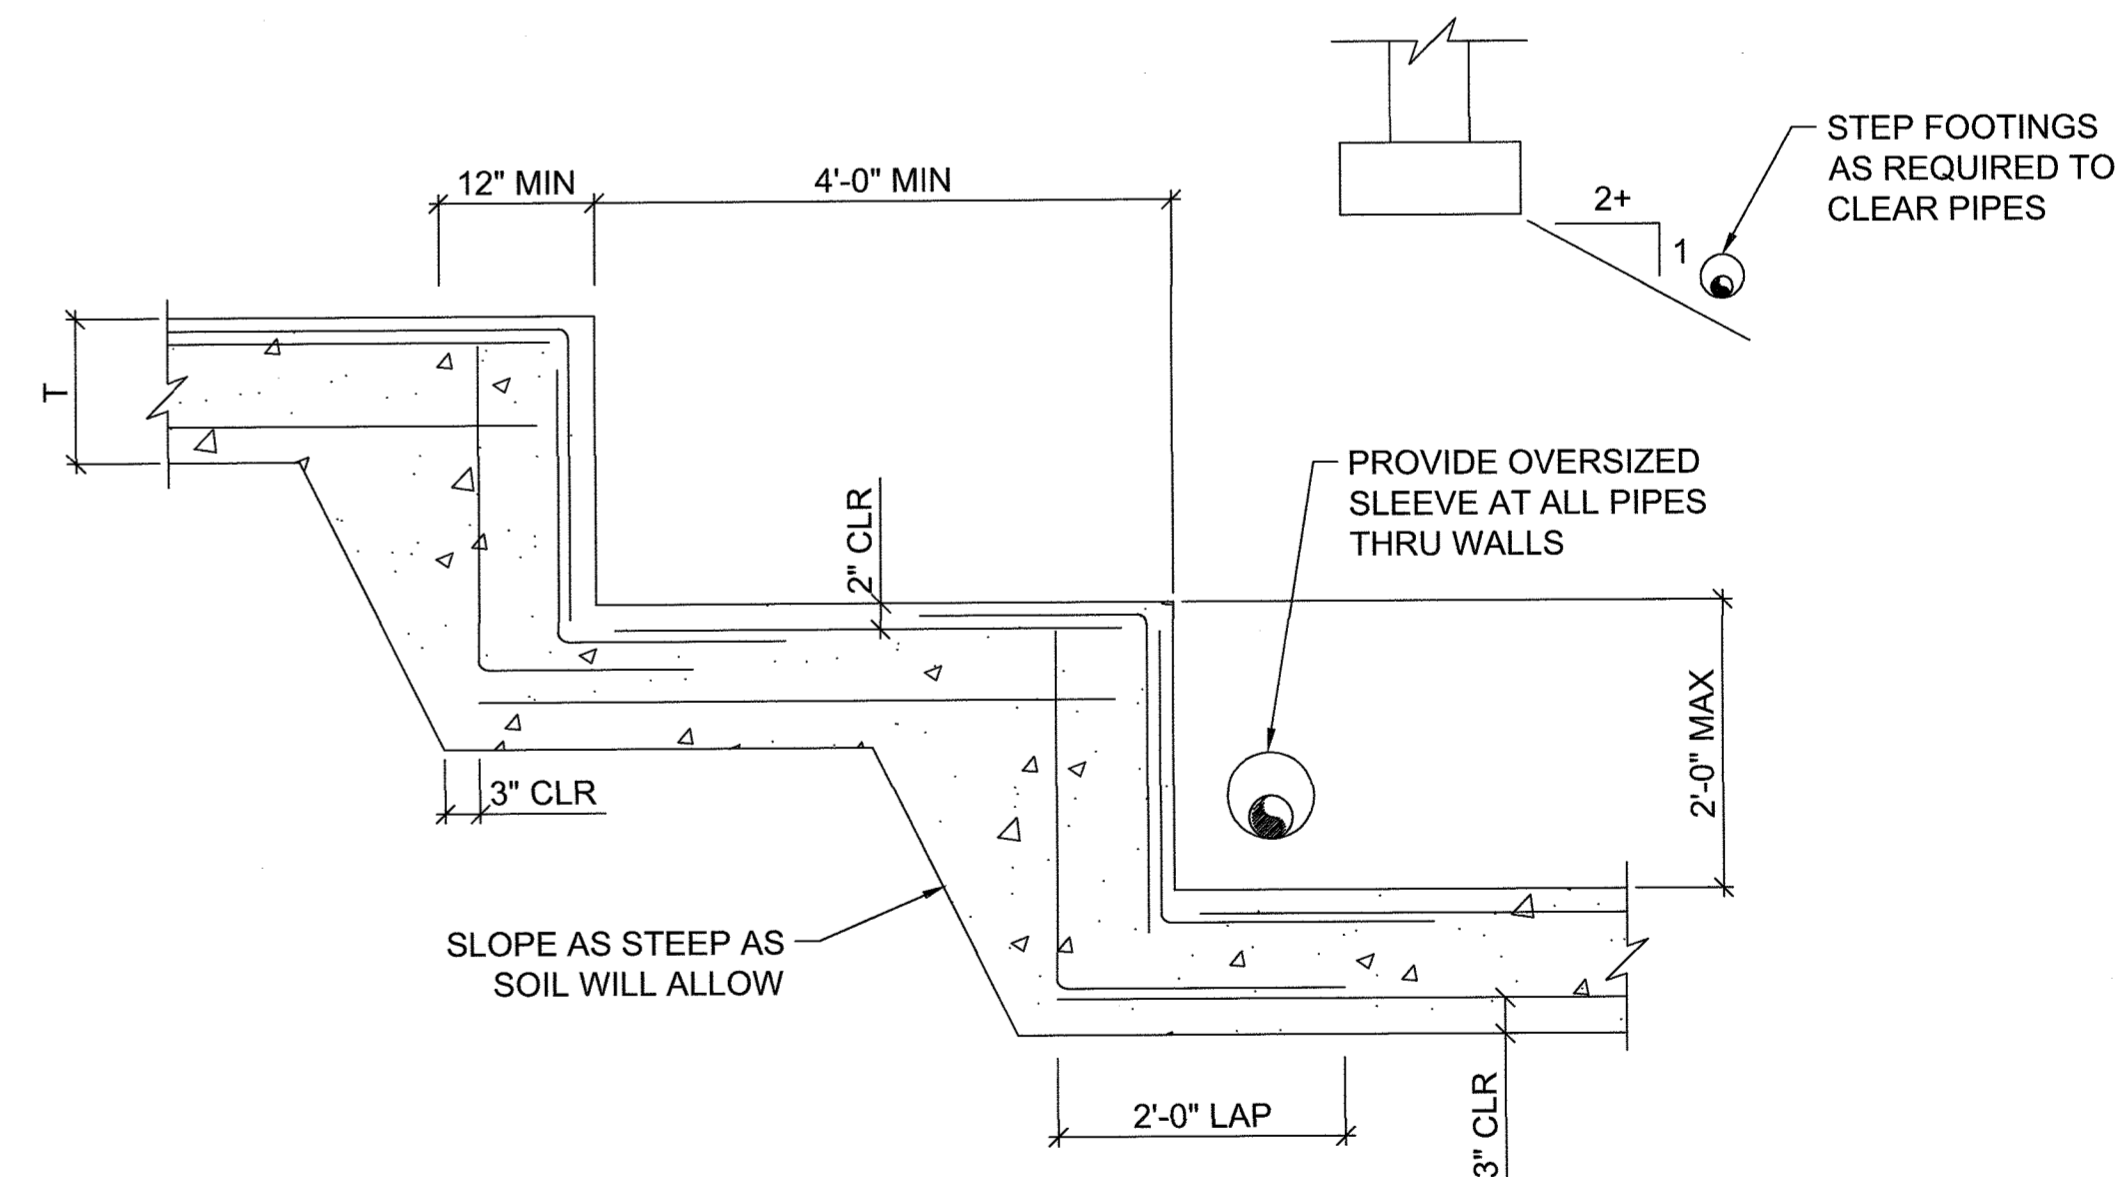 12" MIN
4'-0" MIN
2+
1
STEP FOOTINGS
AS REQUIRED TO
CLEAR PIPES
T
2" CLR
PROVIDE OVERSIZED
SLEEVE AT ALL PIPES
THRU WALLS
2'-0" MAX
3" CLR
SLOPE AS STEEP AS
SOIL WILL ALLOW
2'-0" LAP
3" CLR